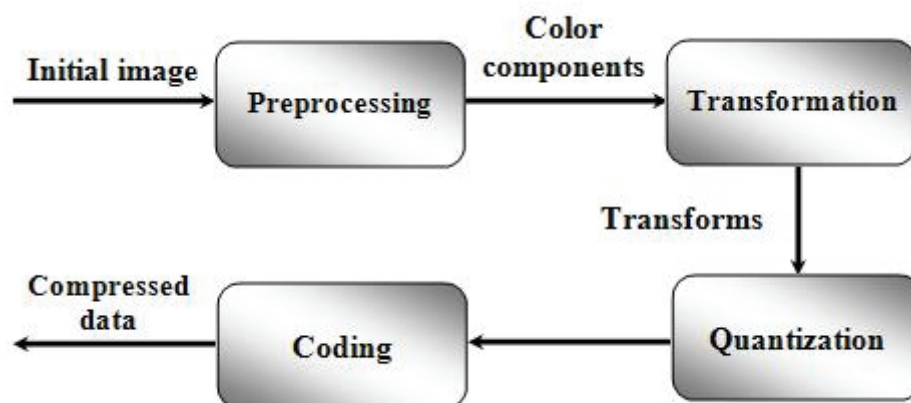 Initial image
Preprocessing
Color
components
Transformation
Transforms
Quantization
Coding
Compressed
data